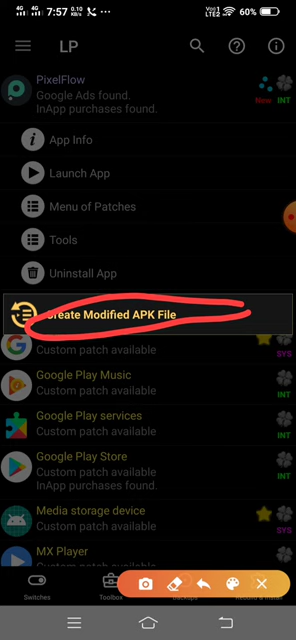 4G 4G 7:57 0.10 KB/s ...
Vo1 LTE2 60%
LP
PixelFlow
Google Ads found.
InApp purchases found.
New INT
App Info
Launch App
Menu of Patches
Tools
Uninstall App
Create Modified APK File
Custom patch available
SYS
Google Play Music
Custom patch available
INT
Google Play services
Custom patch available
INT
Google Play Store
Custom patch available
InApp purchases found.
INT
Media storage device
Custom patch available
SYS
MX Player
Switches
Toolbox
Backups